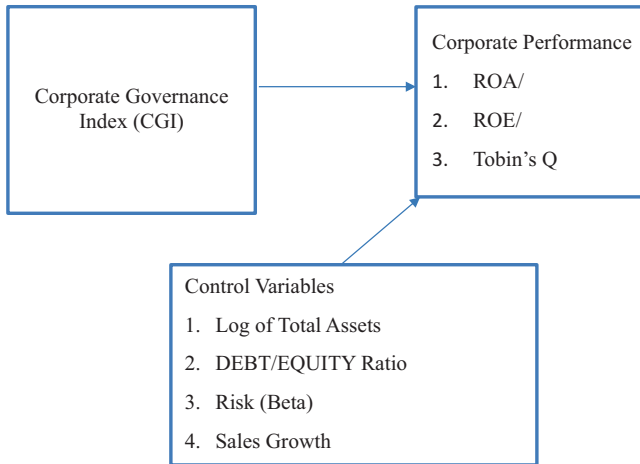 Corporate Governance
Index (CGI)
Corporate Performance
1. ROA/
2. ROE/
3. Tobin’s Q
Control Variables
1. Log of Total Assets
2. DEBT/EQUITY Ratio
3. Risk (Beta)
4. Sales Growth